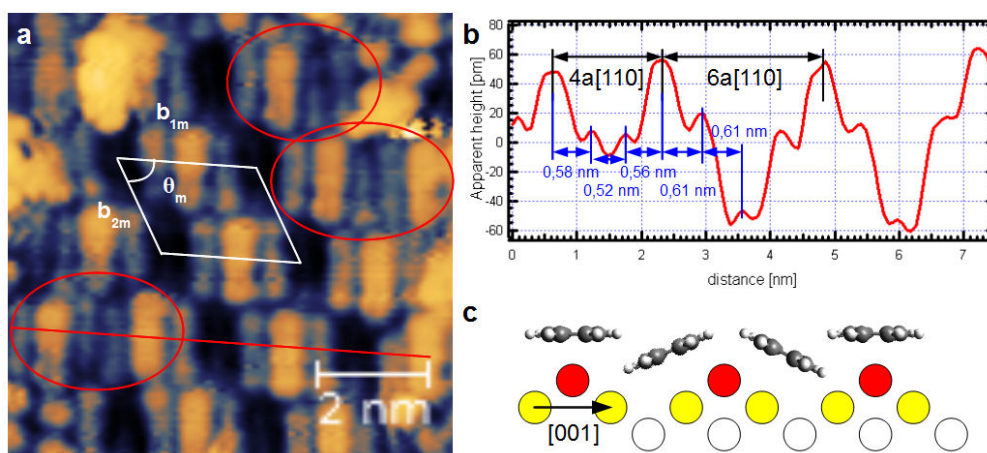 a
b₁ₘ
θₘ
b₂ₘ
2 nm
b
Apparent height [pm]
60
40
20
0
-20
-40
-60
4a[110]
6a[110]
0,61 nm
0,58 nm
0,56 nm
0,52 nm
0,61 nm
0 1 2 3 4 5 6 7
distance [nm]
c
[001]